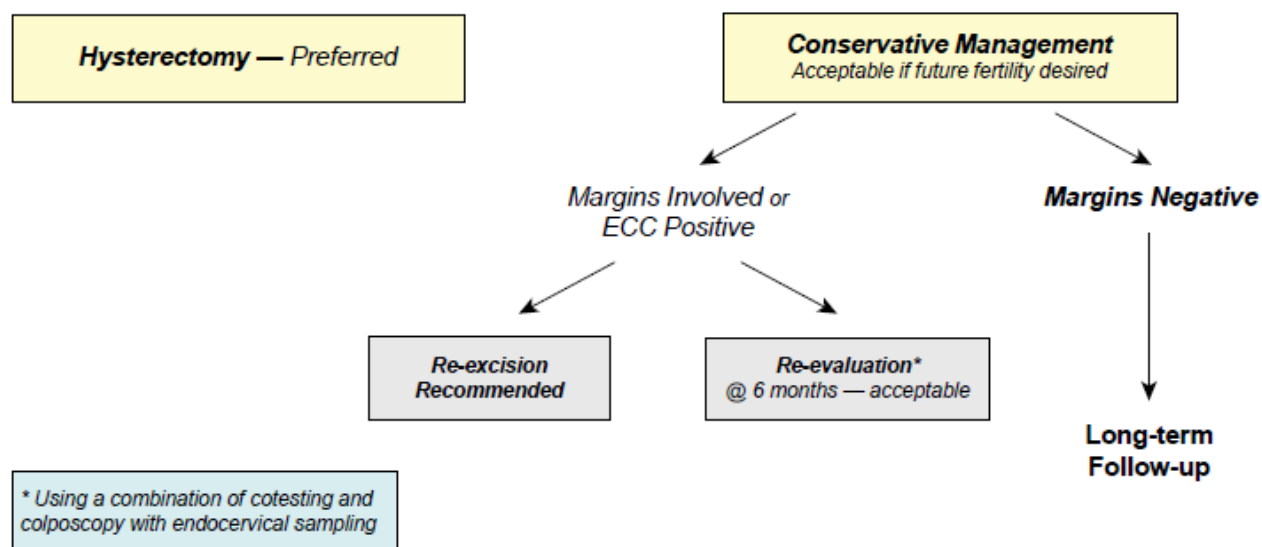 Hysterectomy — Preferred
Conservative Management
Acceptable if future fertility desired
Margins Involved or
ECC Positive
Margins Negative
Re-excision
Recommended
Re-evaluation*
@ 6 months — acceptable
Long-term
Follow-up
* Using a combination of cotesting and
colposcopy with endocervical sampling